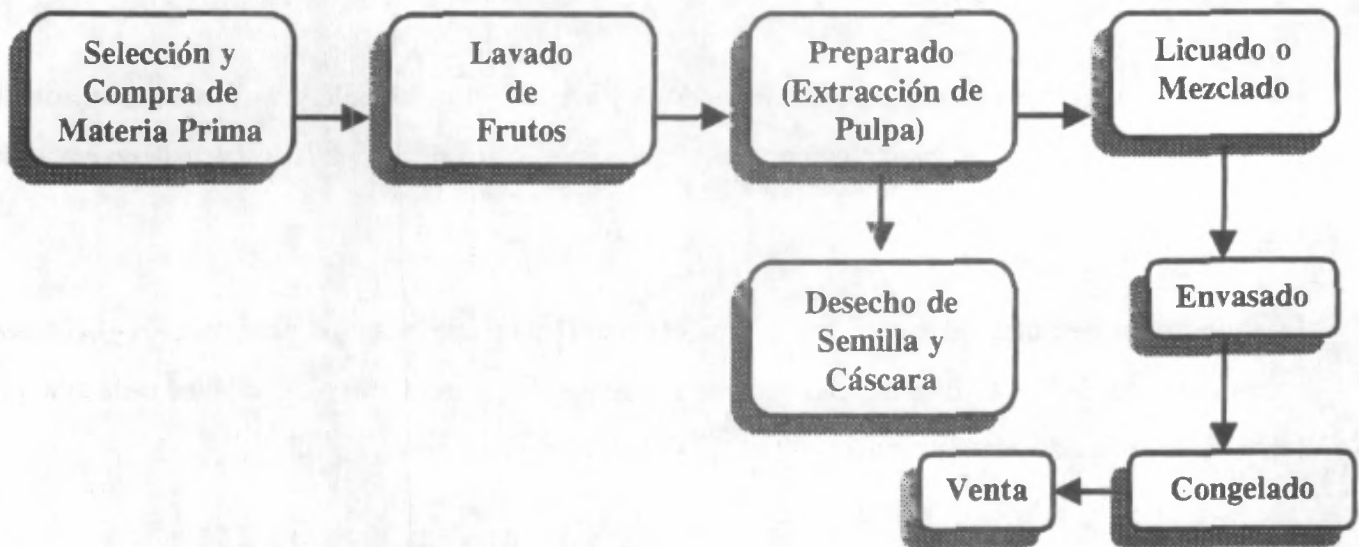 Selección y
Compra de
Materia Prima
Lavado
de
Frutos
Preparado
(Extracción de
Pulpa)
Licuado o
Mezclado
Desecho de
Semilla y
Cáscara
Envasado
Congelado
Venta